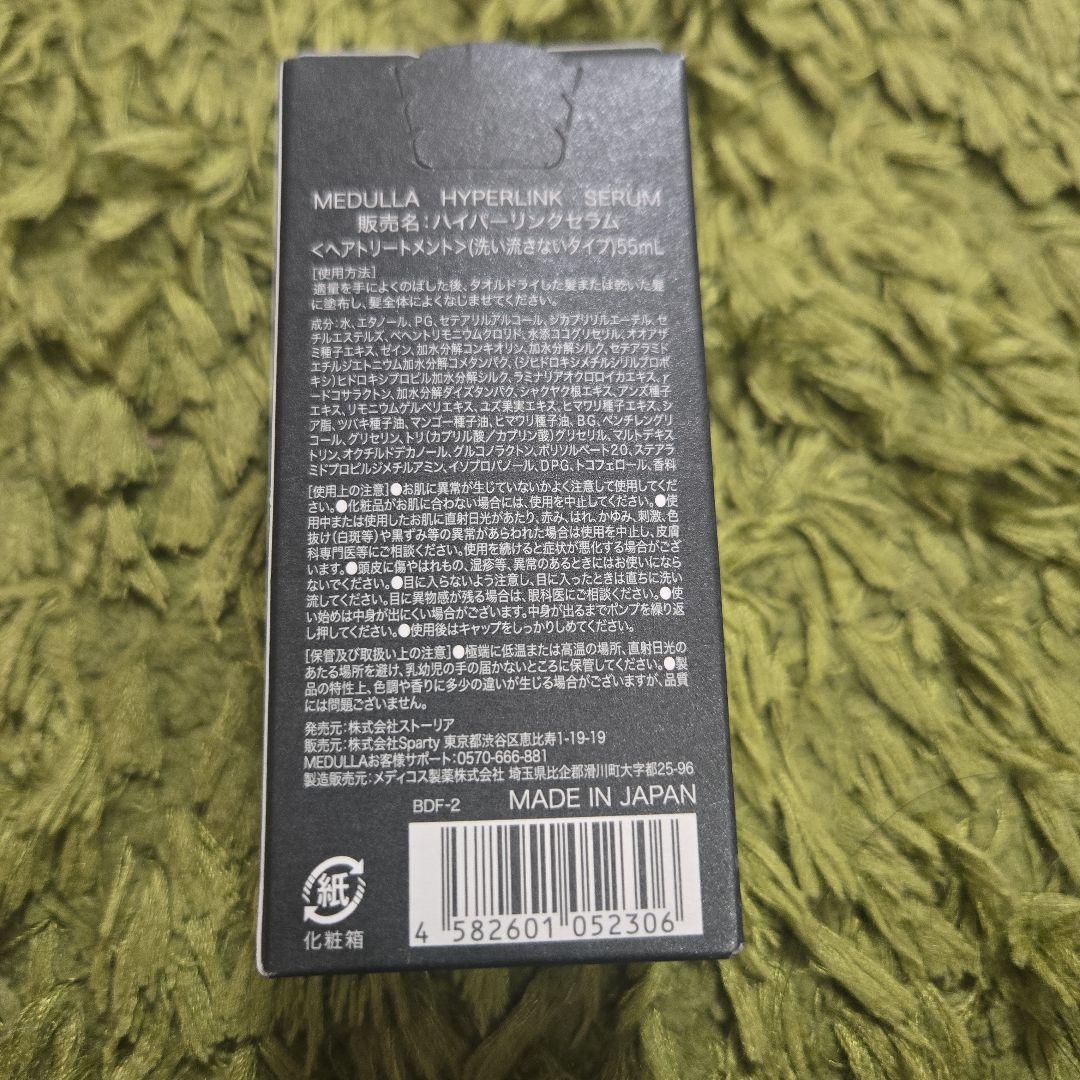 MEDULLA HYPERLINK SERUM
販売名:ハイパーリンクセラム
<ヘアトリートメント>(洗い流さないタイプ)55mL
[使用方法]
適量を手によくのばした後、タオルドライした髪または乾いた髪
に塗布し、髪全体によくなじませてください。
成分:水、エタノール、PG、セテアリルアルコール、ジカプリリルエーテル、セ
チルエステルズ、ベヘントリモニウムクロリド、水添ココグリセリル、オオアザ
ミ種子エキス、ゼイン、加水分解コンキオリン、加水分解シルク、セテアラミド
エチルジエトニウム加水分解コメタンパク、(ジヒドロキシメチルシリルプロポ
キシ)ヒドロキシプロピル加水分解シルク、ラミナリアオクロロイカエキス、γ
ードコサラクトン、加水分解ダイズタンパク、シャクヤク根エキス、アンズ種子
エキス、リモニウムゲルベリエキス、ユズ果実エキス、ヒマワリ種子エキス、シ
ア脂、ツバキ種子油、マンゴー種子油、ヒマワリ種子油、BG、ペンチレングリ
コール、グリセリン、トリ(カプリル酸/カプリン酸)グリセリル、マルトデキス
トリン、オクチルドデカノール、グルコノラクトン、ポリソルベート20、ステアラ
ミドプロピルジメチルアミン、イソプロパノール、DPG、トコフェロール、香料
[使用上の注意]●お肌に異常が生じていないかよく注意して使用してくだ
さい。●化粧品がお肌に合わない場合には、使用を中止してください。●使
用中または使用したお肌に直射日光があたり、赤み、はれ、かゆみ、刺激、色
抜け(白斑等)や黒ずみ等の異常があらわれた場合は使用を中止し、皮膚
科専門医等にご相談ください。使用を続けると症状が悪化する場合がござ
います。●頭皮に傷やはれもの、湿疹等、異常のあるときにはお使いになら
ないでください。●目に入らないよう注意し、目に入ったときは直ちに洗い
流してください。目に異物感が残る場合は、眼科医にご相談ください。●使
い始めは中身が出にくい場合がございます。中身が出るまでポンプを繰り返
し押してください。●使用後はキャップをしっかりしめてください。
[保管及び取扱い上の注意]●極端に低温または高温の場所、直射日光の
あたる場所を避け、乳幼児の手の届かないところに保管してください。●製
品の特性上、色調や香りに多少の違いが生じる場合がございますが、品質
には問題ございません。
発売元:株式会社ストーリア
販売元:株式会社Sparty 東京都渋谷区恵比寿1-19-19
MEDULLAお客様サポート:0570-666-881
製造販売元:メディコス製薬株式会社 埼玉県比企郡滑川町大字都25-96
BDF-2 MADE IN JAPAN
紙
化粧箱
4 582601 052306